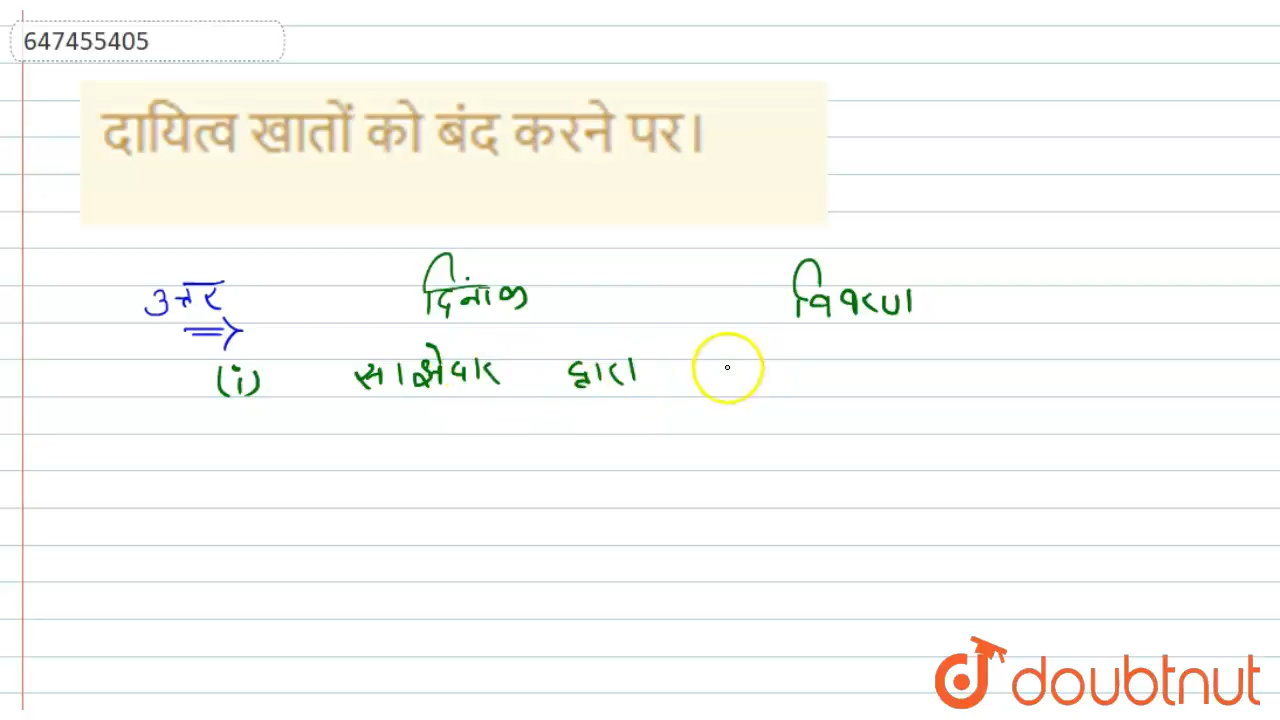 647455405
दायित्व खातों को बंद करने पर।
उत्तर दिनांक विवरण
(i) साझेदार द्वारा
doubtnut